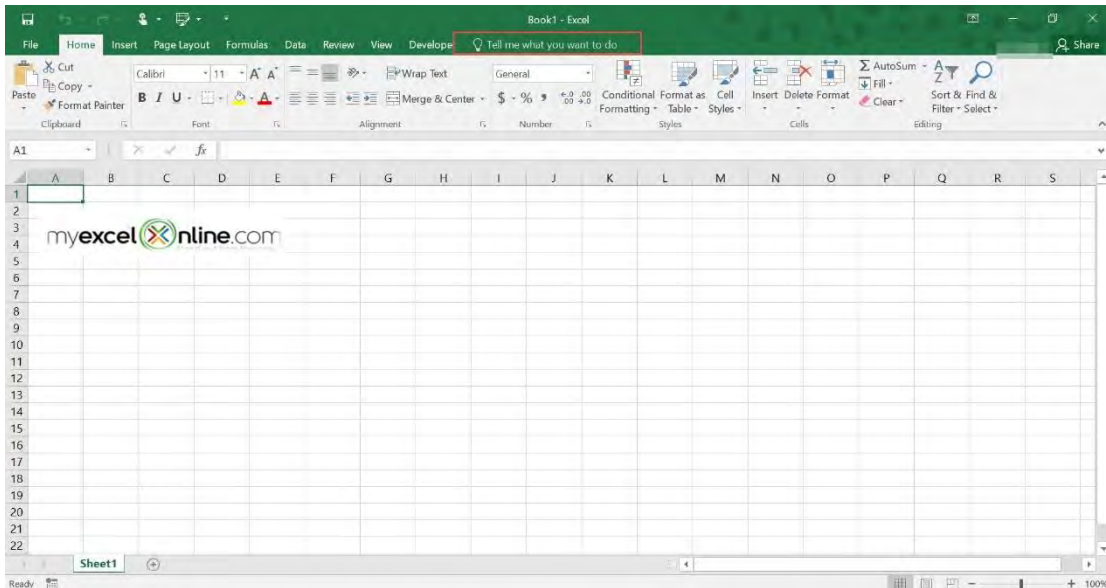 Book1 - Excel
File Home Insert Page Layout Formulas Data Review View Develope Tell me what you want to do Share
Paste
Cut
Copy
Format Painter
Clipboard
Calibri 11 A A
B I U A
Font
Wrap Text
Merge & Center
Alignment
General
$ % , .0 .00 .00 .0
Number
Conditional Formatting
Format as Table
Cell Styles
Styles
Insert Delete Format
Cells
AutoSum
Fill
Clear
Sort & Filter
Find & Select
Editing
A1 fx
A B C D E F G H I J K L M N O P Q R S
1
2
3
myexcelonline.com
4
5
6
7
8
9
10
11
12
13
14
15
16
17
18
19
20
21
22
Sheet1
Ready 100%